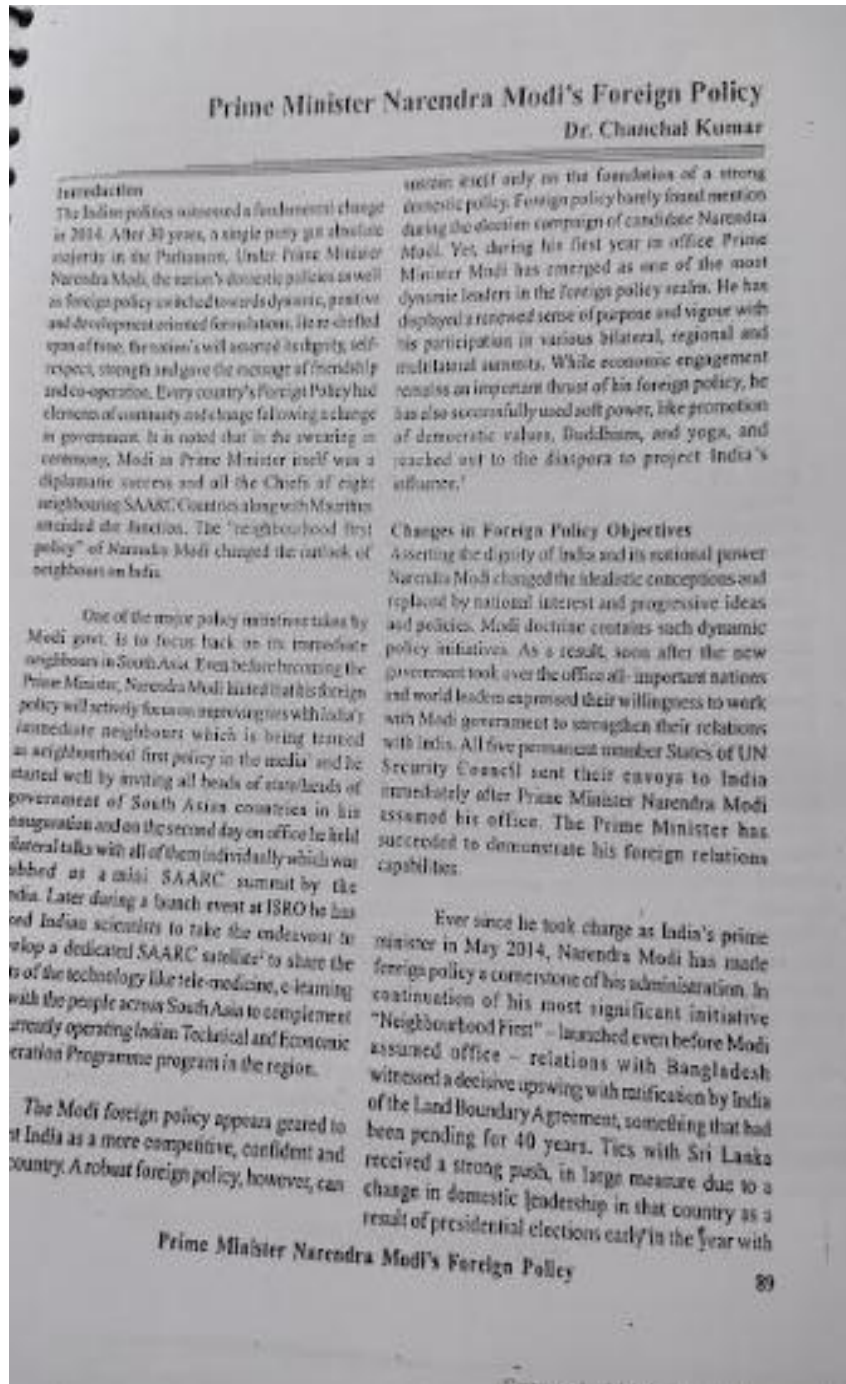 Prime Minister Narendra Modi's Foreign Policy
Dr. Chanchal Kumar
Introduction
The Indian politics witnessed a fundamental change
in 2014. After 30 years, a single party got absolute
majority in the Parliament. Under Prime Minister
Narendra Modi, the nation's domestic policies as well
as foreign policy switched towards dynamic, positive
and development oriented formulations.
span of time, the nation's will asserted its dignity, self-
respect, strength and gave the message of friendship
and co-operation. Every country's Foreign Policy had
elements of continuity and change following a change
in government. It is noted that in the swearing in
ceremony, Modi as Prime Minister itself was a
diplomatic success and all the Chiefs of eight
neighbouring SAARC Countries along with Mauritius
attended the function. The "neighbourhood first
policy" of Narendra Modi changed the outlook of
neighbours on India.
One of the major policy initiatives taken by
Modi govt. is to focus back on its immediate
neighbours in South Asia. Even before becoming the
Prime Minister, Narendra Modi hinted that his foreign
policy will actively focus on improving ties with India's
immediate neighbours which is being termed
as neighbourhood first policy in the media and he
started well by inviting all heads of state/heads of
government of South Asian countries in his
nauguration and on the second day on office he held
ilateral talks with all of them individually which was
ubbed as a mini SAARC summit by the
ndia. Later during a launch event at ISRO he has
ced Indian scientists to take the endeavour to
velop a dedicated SAARC satellite² to share the
ts of the technology like tele-medicine, e-learning
with the people across South Asia to complement
urrently operating Indian Technical and Economic
eration Programme program in the region.
The Modi foreign policy appears geared to
st India as a more competitive, confident and
country. A robust foreign policy, however, can
sustain itself only on the foundation of a strong
domestic policy. Foreign policy barely found mention
during the election campaign of candidate Narendra
Modi. Yet, during his first year in office Prime
Minister Modi has emerged as one of the most
dynamic leaders in the foreign policy realm. He has
displayed a renewed sense of purpose and vigour with
his participation in various bilateral, regional and
multilateral summits. While economic engagement
remains an important thrust of his foreign policy, he
has also successfully used soft power, like promotion
of democratic values, Buddhism, and yoga, and
reached out to the diaspora to project India's
influence.
Changes in Foreign Policy Objectives
Asserting the dignity of India and its national power
Narendra Modi changed the idealistic conceptions and
replaced by national interest and progressive ideas
and policies. Modi doctrine contains such dynamic
policy initiatives. As a result, soon after the new
government took over the office all- important nations
and world leaders expressed their willingness to work
with Modi government to strengthen their relations
with India. All five permanent member States of UN
Security Council sent their envoys to India
immediately after Prime Minister Narendra Modi
assumed his office. The Prime Minister has
succeeded to demonstrate his foreign relations
capabilities.
Ever since he took charge as India's prime
minister in May 2014, Narendra Modi has made
foreign policy a cornerstone of his administration. In
continuation of his most significant initiative
"Neighbourhood First" – launched even before Modi
assumed office – relations with Bangladesh
witnessed a decisive upswing with ratification by India
of the Land Boundary Agreement, something that had
been pending for 40 years. Ties with Sri Lanka
received a strong push, in large measure due to a
change in domestic leadership in that country as a
result of presidential elections early in the year with
Prime Minister Narendra Modi's Foreign Policy
89